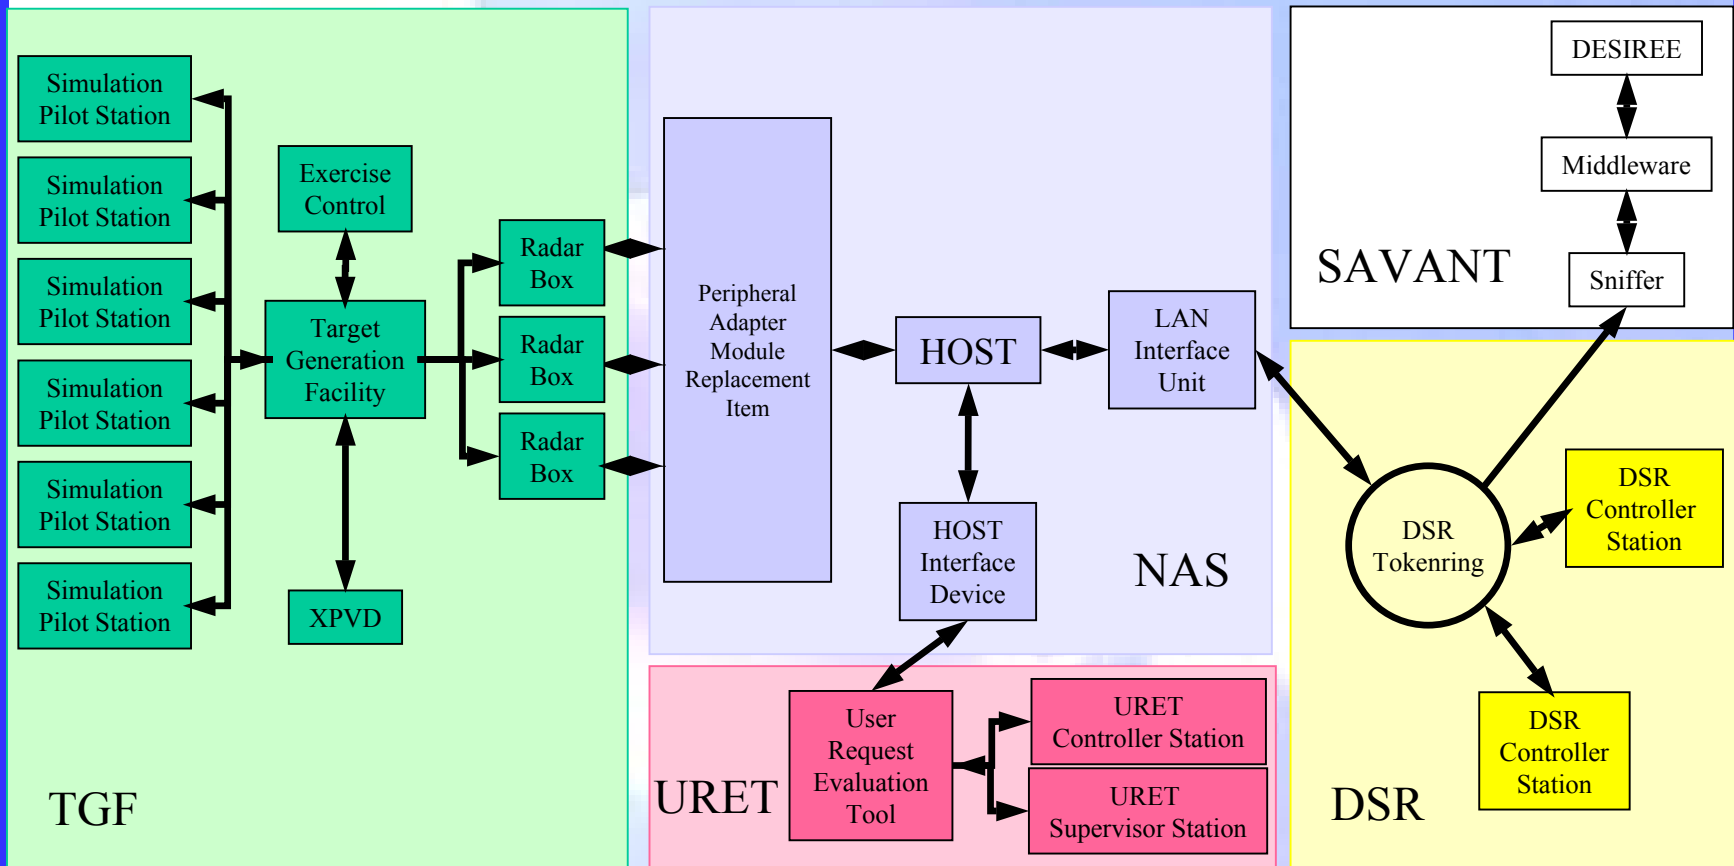 Simulation
Pilot Station
Simulation
Pilot Station
Simulation
Pilot Station
Simulation
Pilot Station
Simulation
Pilot Station
Simulation
Pilot Station
Exercise
Control
Target
Generation
Facility
XPVD
Radar
Box
Radar
Box
Radar
Box
TGF
Peripheral
Adapter
Module
Replacement
Item
HOST
LAN
Interface
Unit
HOST
Interface
Device
NAS
User
Request
Evaluation
Tool
URET
Controller Station
URET
Supervisor Station
URET
DESIREE
Middleware
Sniffer
SAVANT
DSR
Tokenring
DSR
Controller
Station
DSR
Controller
Station
DSR